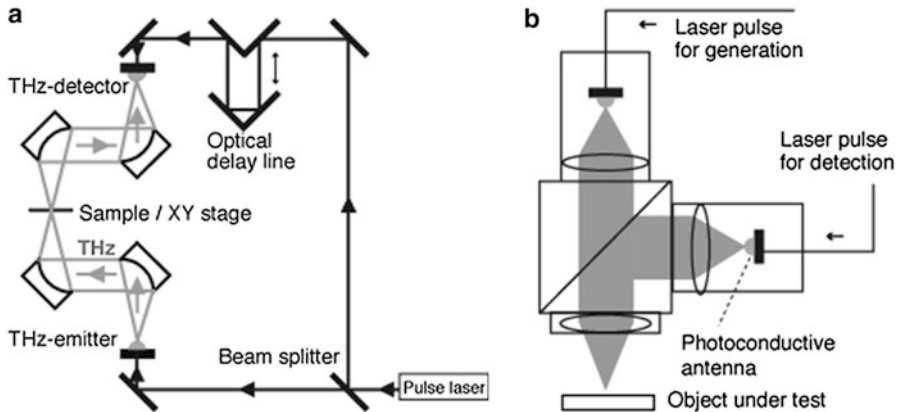 a
THz-detector
Optical
delay line
Sample / XY stage
THz
THz-emitter
Beam splitter
Pulse laser
b
Laser pulse
for generation
Laser pulse
for detection
Photoconductive
antenna
Object under test